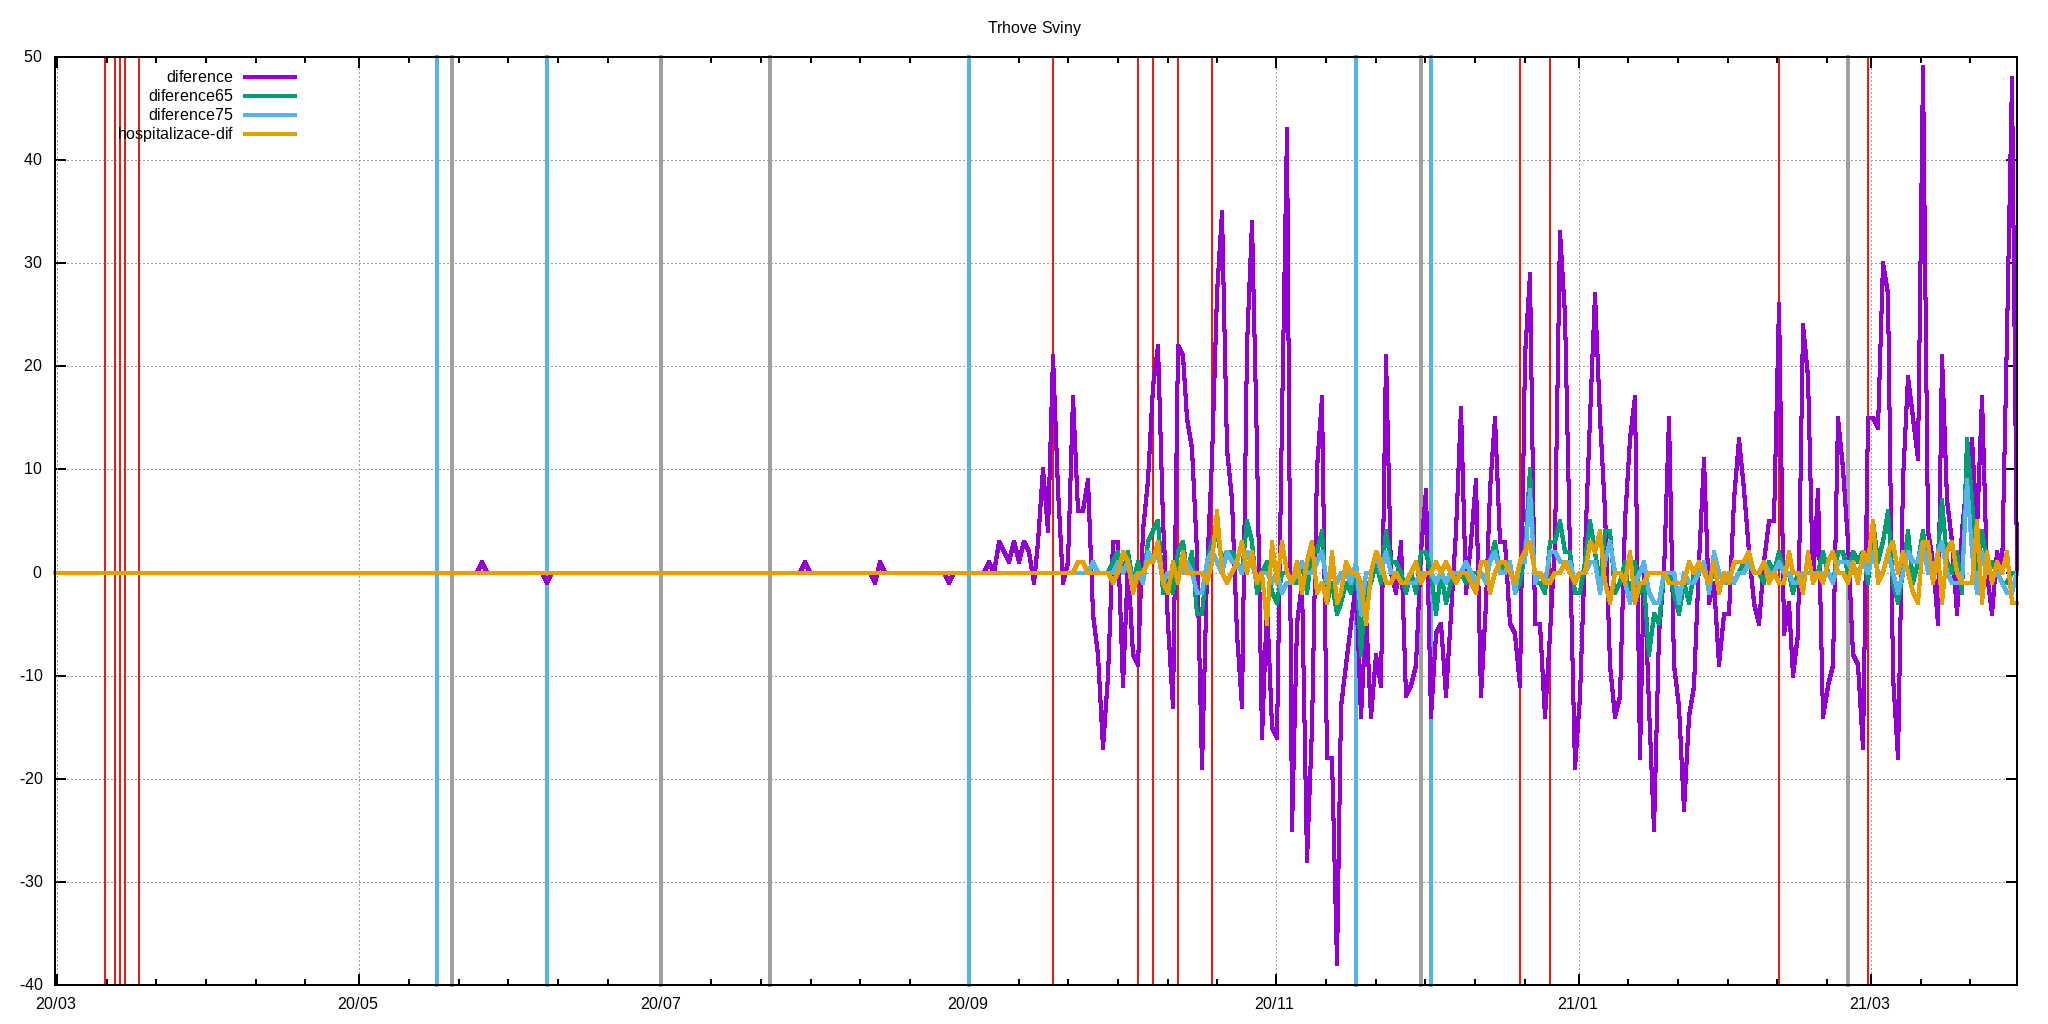 Trhove Sviny
50
40
30
20
10
0
-10
-20
-30
-40
diference
diference65
diference75
hospitalizace-dif
20/03 20/05 20/07 20/09 20/11 21/01 21/03